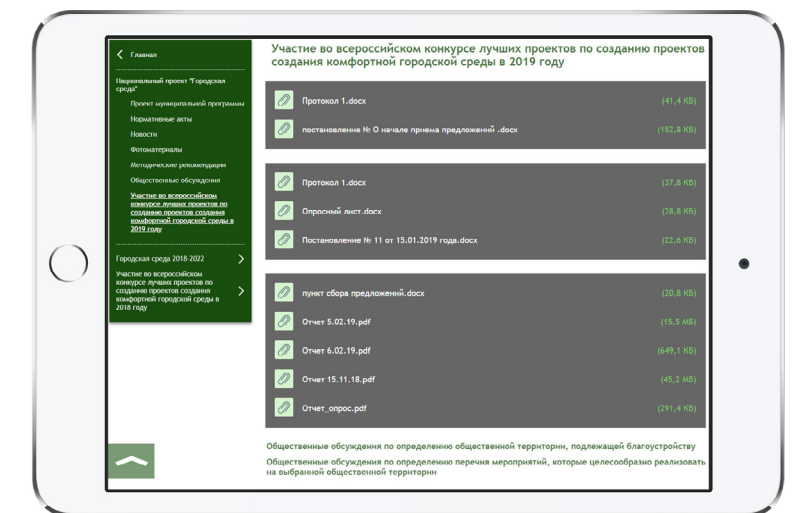 Главная
Национальный проект "Городская
среда"
Проект муниципальной программы
Нормативные акты
Новости
Фотоматериалы
Методические рекомендации
Общественные обсуждения
Участие во всероссийском
конкурсе лучших проектов по
созданию проектов создания
комфортной городской среды в
2019 году
Городская среда 2018-2022
Участие во всероссийском
конкурсе лучших проектов по
созданию проектов создания
комфортной городской среды в
2018 году
Участие во всероссийском конкурсе лучших проектов по созданию проектов
создания комфортной городской среды в 2019 году
Протокол 1.docx (41,4 КБ)
постановление № О начале приема предложений .docx (152,8 КБ)
Протокол 1.docx (37,8 КБ)
Опросный лист.docx (28,8 КБ)
Постановление № 11 от 15.01.2019 года.docx (22,6 КБ)
пункт сбора предложений.docx (20,8 КБ)
Отчет 5.02.19.pdf (15,5 МБ)
Отчет 6.02.19.pdf (649,1 КБ)
Отчет 15.11.18.pdf (45,2 МБ)
Отчет_опрос.pdf (291,4 КБ)
Общественные обсуждения по определению общественной территории, подлежащей благоустройству
Общественные обсуждения по определению перечня мероприятий, которые целесообразно реализовать
на выбранной общественной территории